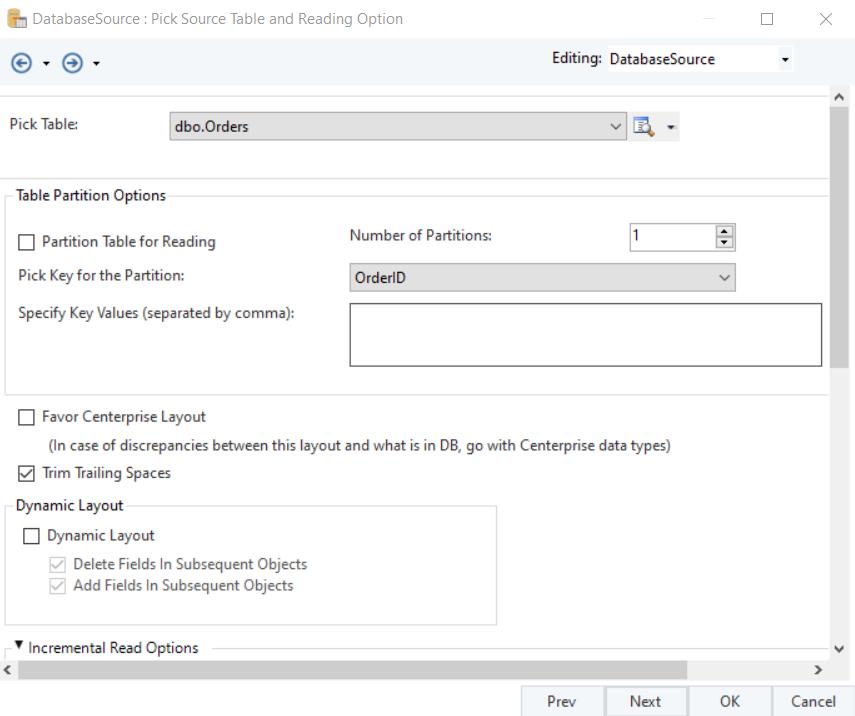 DatabaseSource : Pick Source Table and Reading Option
Editing: DatabaseSource
Pick Table: dbo.Orders
Table Partition Options
Partition Table for Reading Number of Partitions: 1
Pick Key for the Partition: OrderID
Specify Key Values (separated by comma):
Favor Centerprise Layout
(In case of discrepancies between this layout and what is in DB, go with Centerprise data types)
Trim Trailing Spaces
Dynamic Layout
Dynamic Layout
Delete Fields In Subsequent Objects
Add Fields In Subsequent Objects
Incremental Read Options
Prev Next OK Cancel